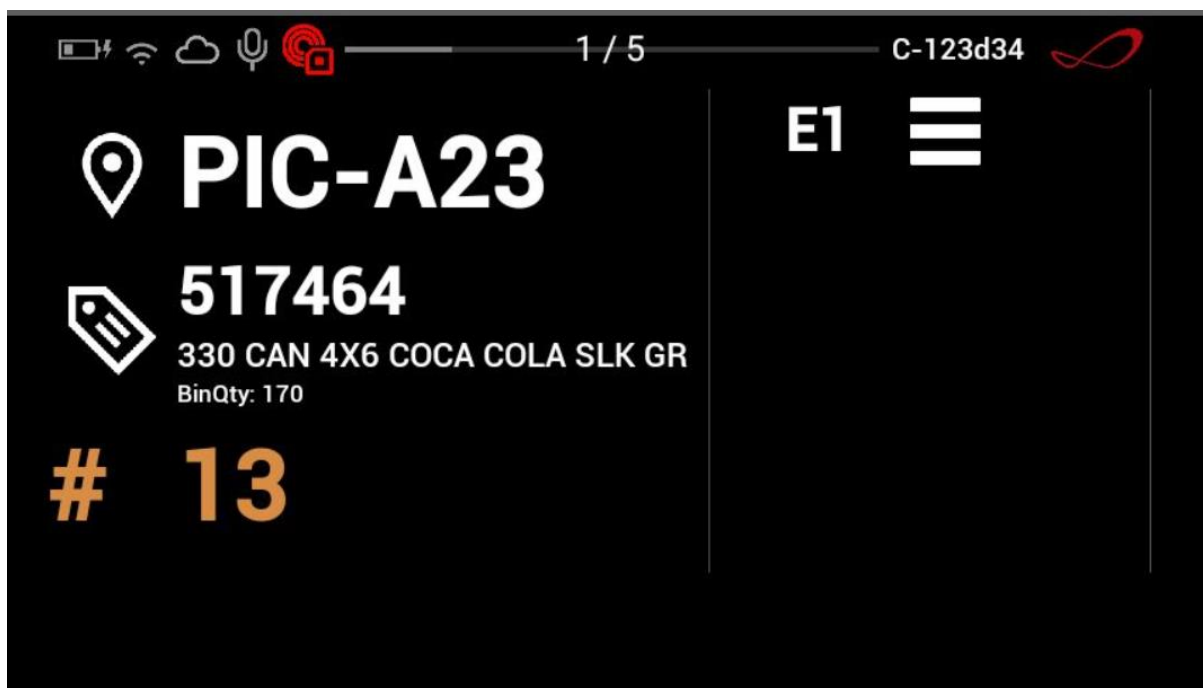 1 / 5
C-123d34
PIC-A23
E1
517464
330 CAN 4X6 COCA COLA SLK GR
BinQty: 170
# 13